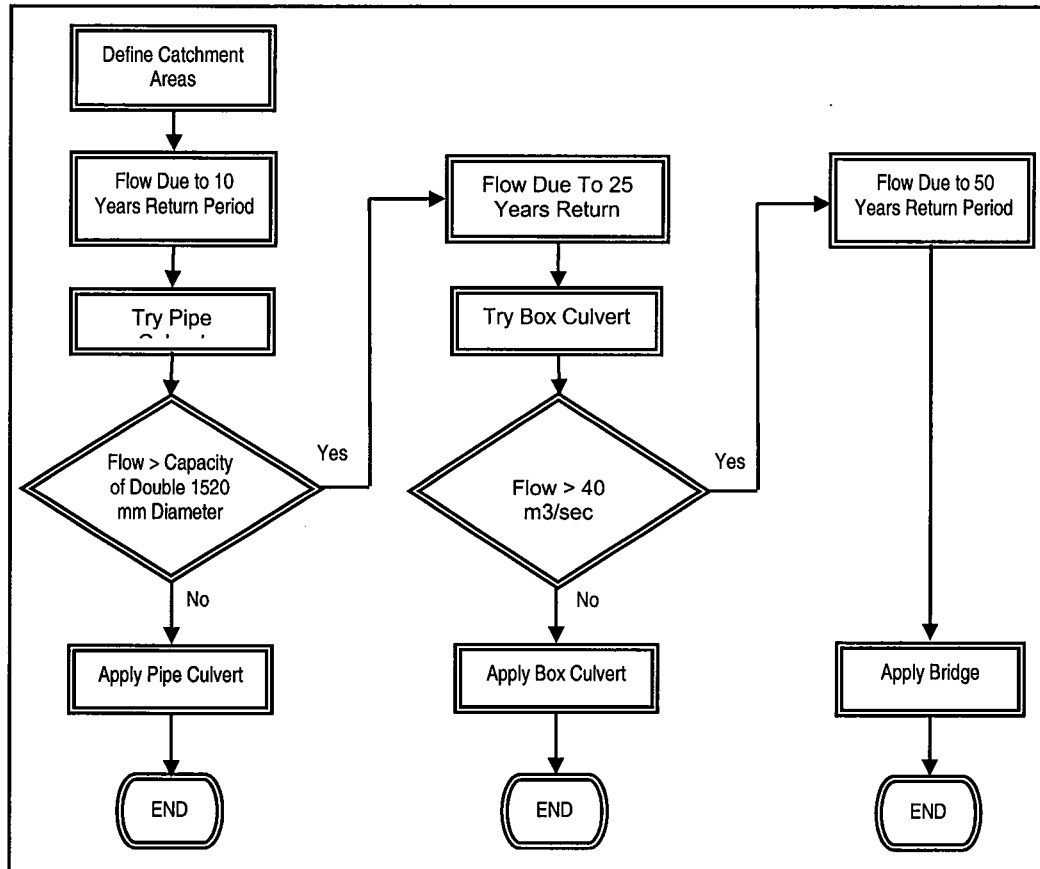 Define Catchment
Areas
Flow Due to 10
Years Return Period
Try Pipe
Flow > Capacity
of Double 1520
mm Diameter
Yes
No
Apply Pipe Culvert
END
Flow Due To 25
Years Return
Try Box Culvert
Flow > 40
m3/sec
Yes
No
Apply Box Culvert
END
Flow Due to 50
Years Return Period
Apply Bridge
END